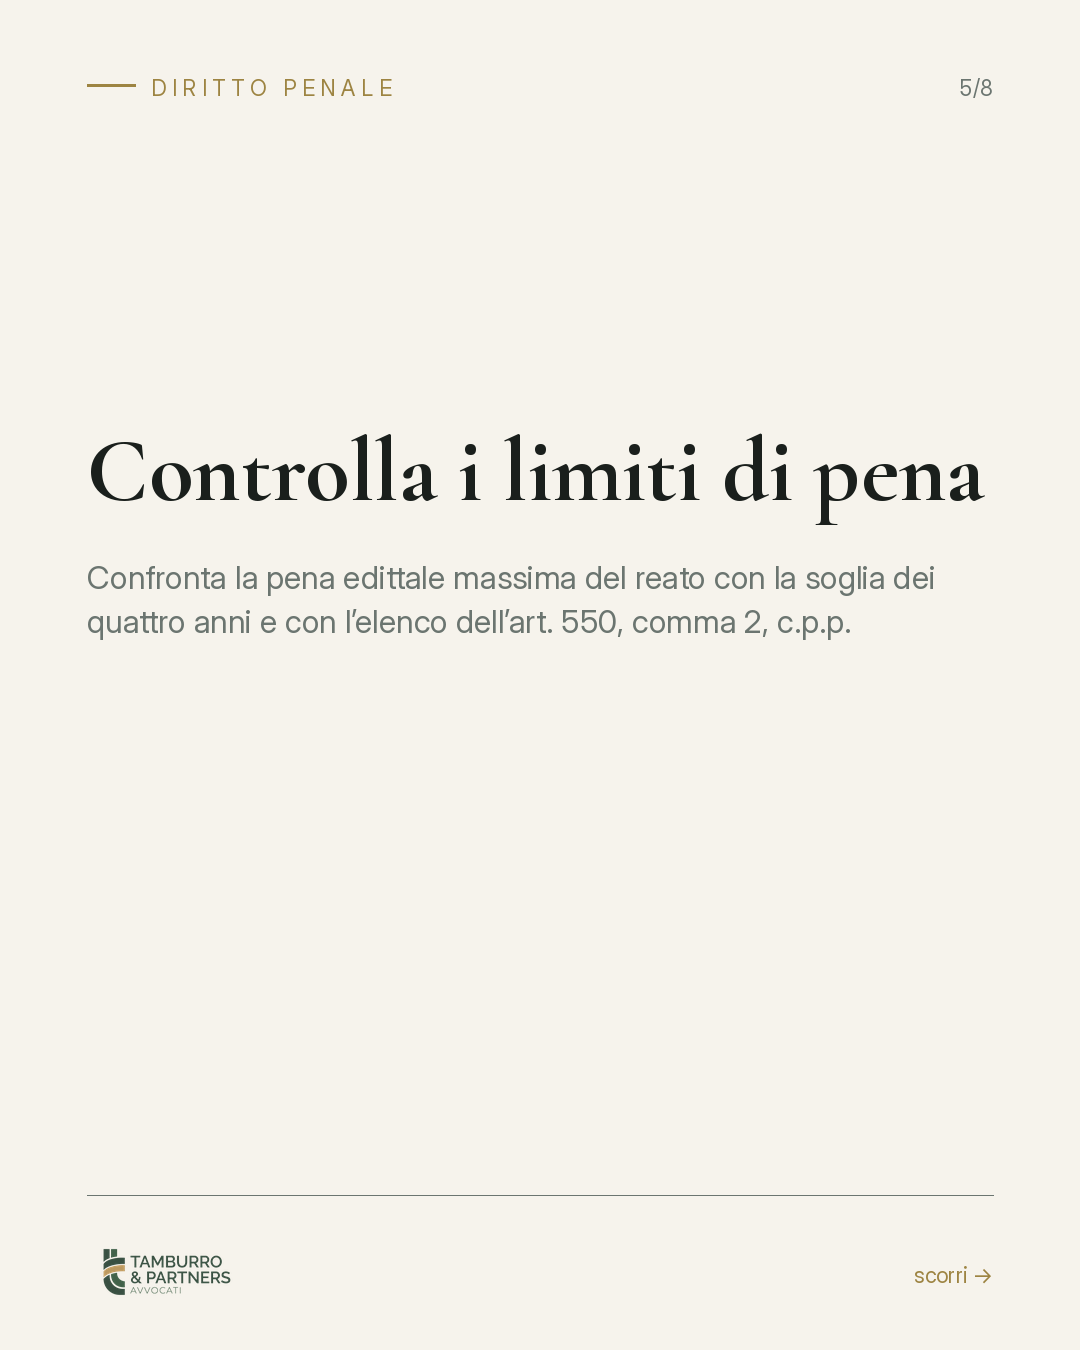 DIRITTO PENALE
5/8
Controlla i limiti di pena
Confronta la pena edittale massima del reato con la soglia dei
quattro anni e con l’elenco dell’art. 550, comma 2, c.p.p.
TAMBURRO
& PARTNERS
AVVOCATI
scorri →